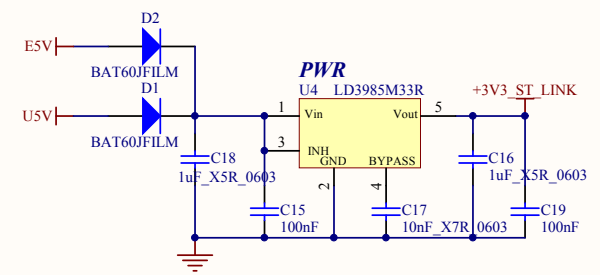 D2
E5V
BAT60JFILM
D1
U5V
BAT60JFILM
PWR
U4 LD3985M33R
+3V3_ST_LINK
1 Vin Vout 5
3 INH
GND BYPASS
2 4
C18
1uF_X5R_0603
C16
1uF_X5R_0603
C15
100nF
C17
10nF_X7R_0603
C19
100nF